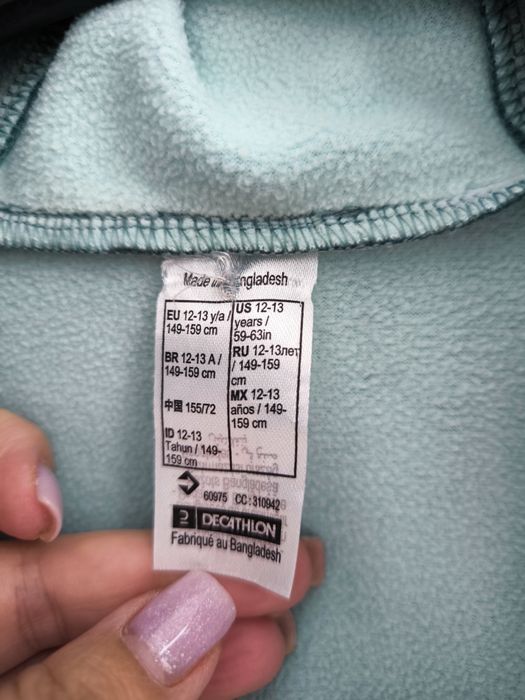 Made in Bangladesh
EU 12-13 y/a /
149-159 cm
BR 12-13 A /
149-159 cm
中国 155/72
ID 12-13
Tahun / 149-
159 cm
US 12-13
years /
59-63in
RU 12-13лет
/ 149-159
cm
MX 12-13
años / 149-
159 cm
60975 CC:310942
DECATHLON
Fabriqué au Bangladesh